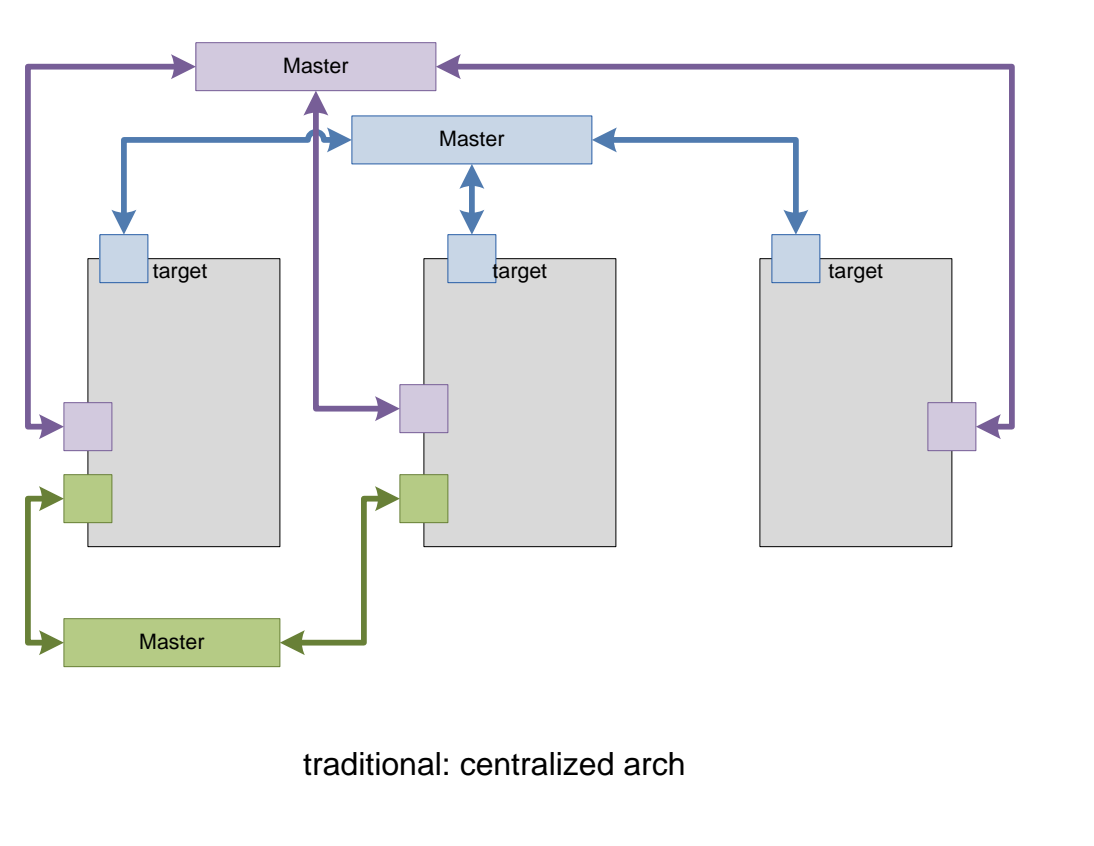 Master
Master
target
target
target
Master
traditional: centralized arch